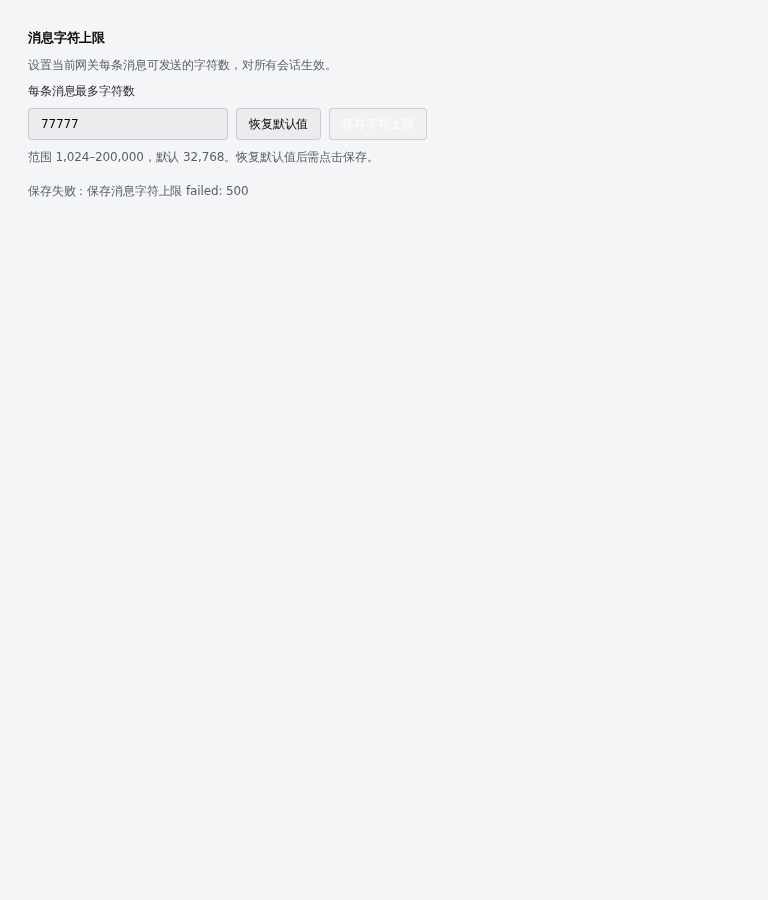 消息字符上限
设置当前网关每条消息可发送的字符数，对所有会话生效。
每条消息最多字符数
77777
恢复默认值
保存字符上限
范围 1,024–200,000，默认 32,768。恢复默认值后需点击保存。
保存失败：保存消息字符上限 failed: 500